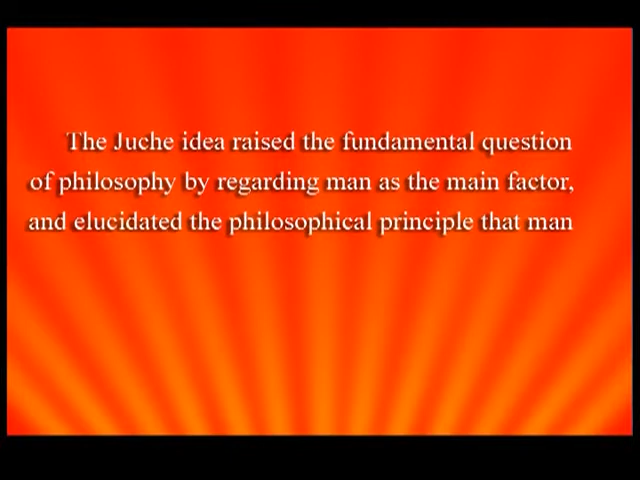 The Juche idea raised the fundamental question
of philosophy by regarding man as the main factor,
and elucidated the philosophical principle that man